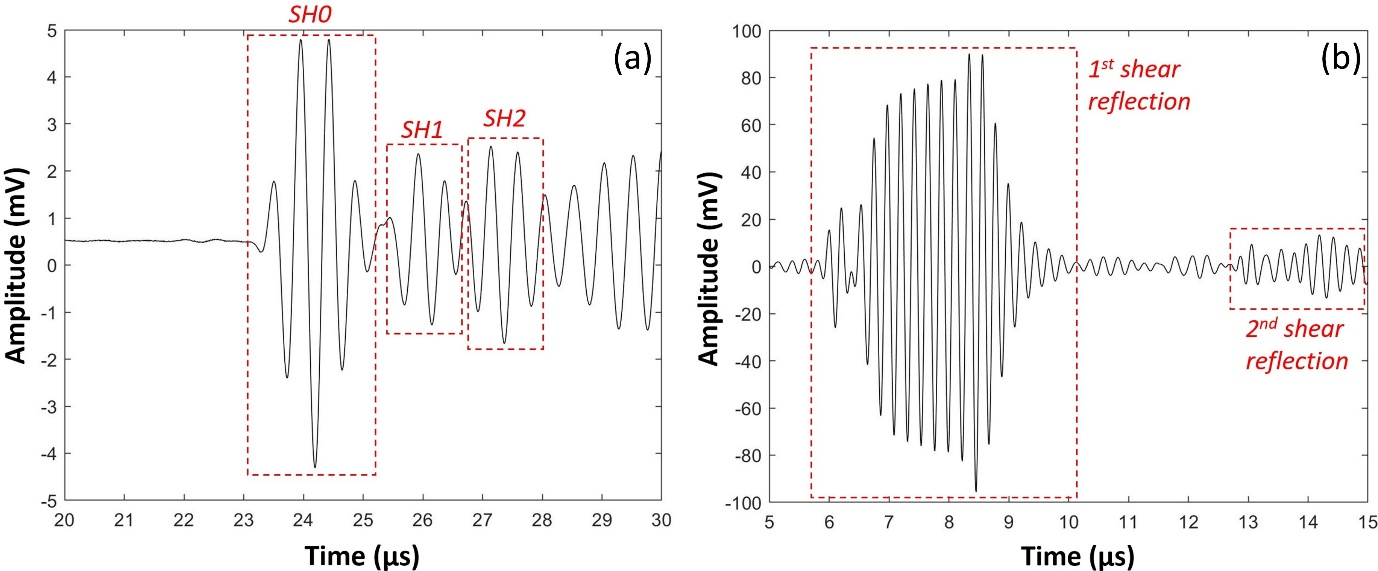 SH0
(a)
SH1
SH2
5
4
3
2
1
0
-1
-2
-3
-4
-5
Amplitude (mV)
20 21 22 23 24 25 26 27 28 29 30
Time (μs)
(b)
1st shear
reflection
2nd shear
reflection
100
80
60
40
20
0
-20
-40
-60
-80
-100
Amplitude (mV)
5 6 7 8 9 10 11 12 13 14 15
Time (μs)